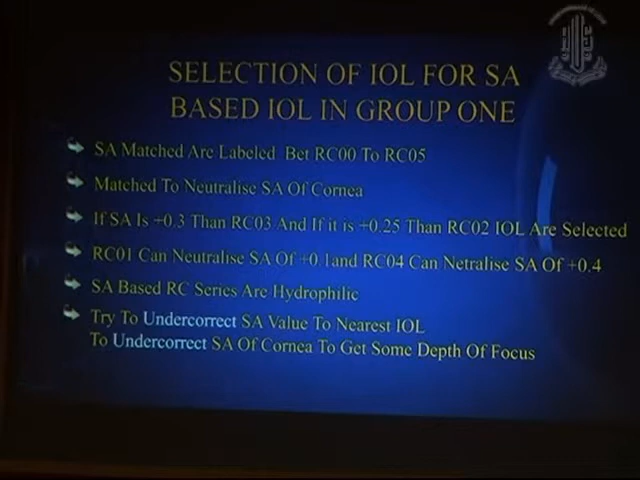 SELECTION OF IOL FOR SA
BASED IOL IN GROUP ONE
SA Matched Are Labeled Bet RC00 To RC05
Matched To Neutralise SA Of Cornea
If SA Is +0.3 Than RC03 And If it is +0.25 Than RC02 IOL Are Selected
RC01 Can Neutralise SA Of +0.1and RC04 Can Netralise SA Of +0.4
SA Based RC Series Are Hydrophilic
Try To Undercorrect SA Value To Nearest IOL
To Undercorrect SA Of Cornea To Get Some Depth Of Focus